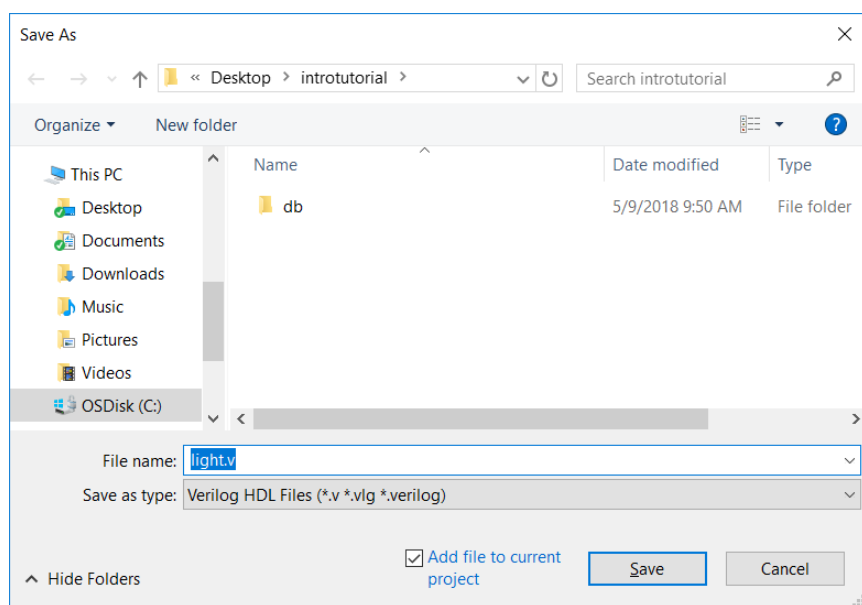 Save As
« Desktop > introtutorial >
Search introtutorial
Organize
New folder
?
This PC
Desktop
Documents
Downloads
Music
Pictures
Videos
OSDisk (C:)
Name
Date modified
Type
db
5/9/2018 9:50 AM
File folder
File name: light.v
Save as type: Verilog HDL Files (*.v *.vlg *.verilog)
Add file to current
project
Hide Folders
Save
Cancel